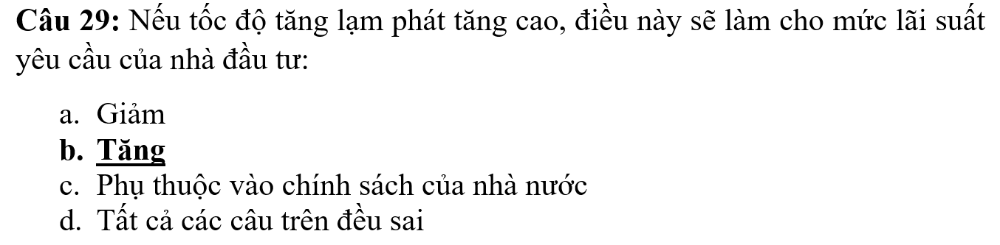 Câu 29: Nếu tốc độ tăng lạm phát tăng cao, điều này sẽ làm cho mức lãi suất
yêu cầu của nhà đầu tư:
a. Giảm
b. Tăng
c. Phụ thuộc vào chính sách của nhà nước
d. Tất cả các câu trên đều sai